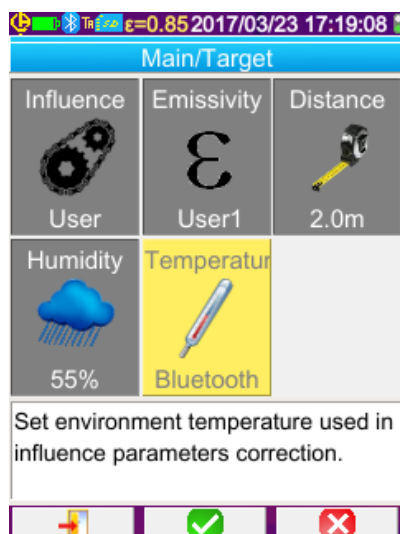 ε=0.85 2017/03/23 17:19:08
Main/Target
Influence Emissivity Distance
ε
User User1 2.0m
Humidity Temperatur
55% Bluetooth
Set environment temperature used in
influence parameters correction.